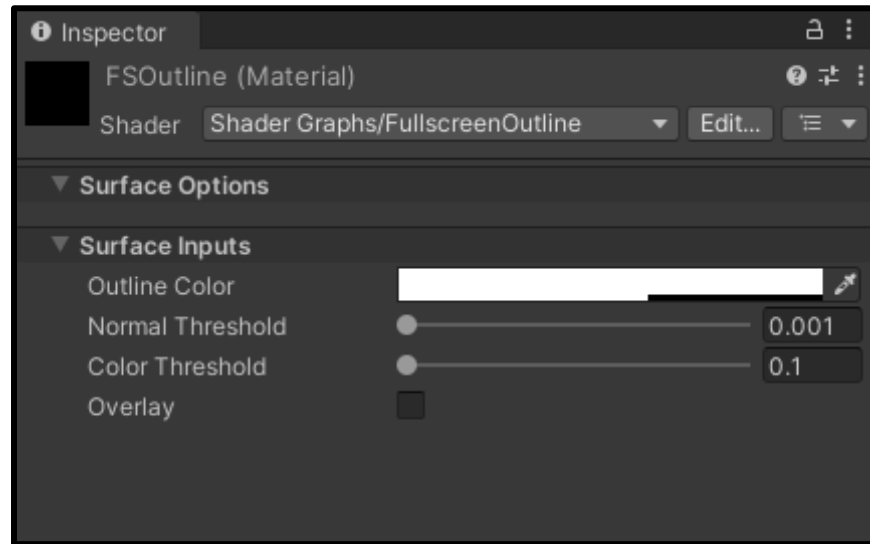 Inspector
FSOutline (Material)
Shader Shader Graphs/FullscreenOutline Edit...
Surface Options
Surface Inputs
Outline Color
Normal Threshold 0.001
Color Threshold 0.1
Overlay